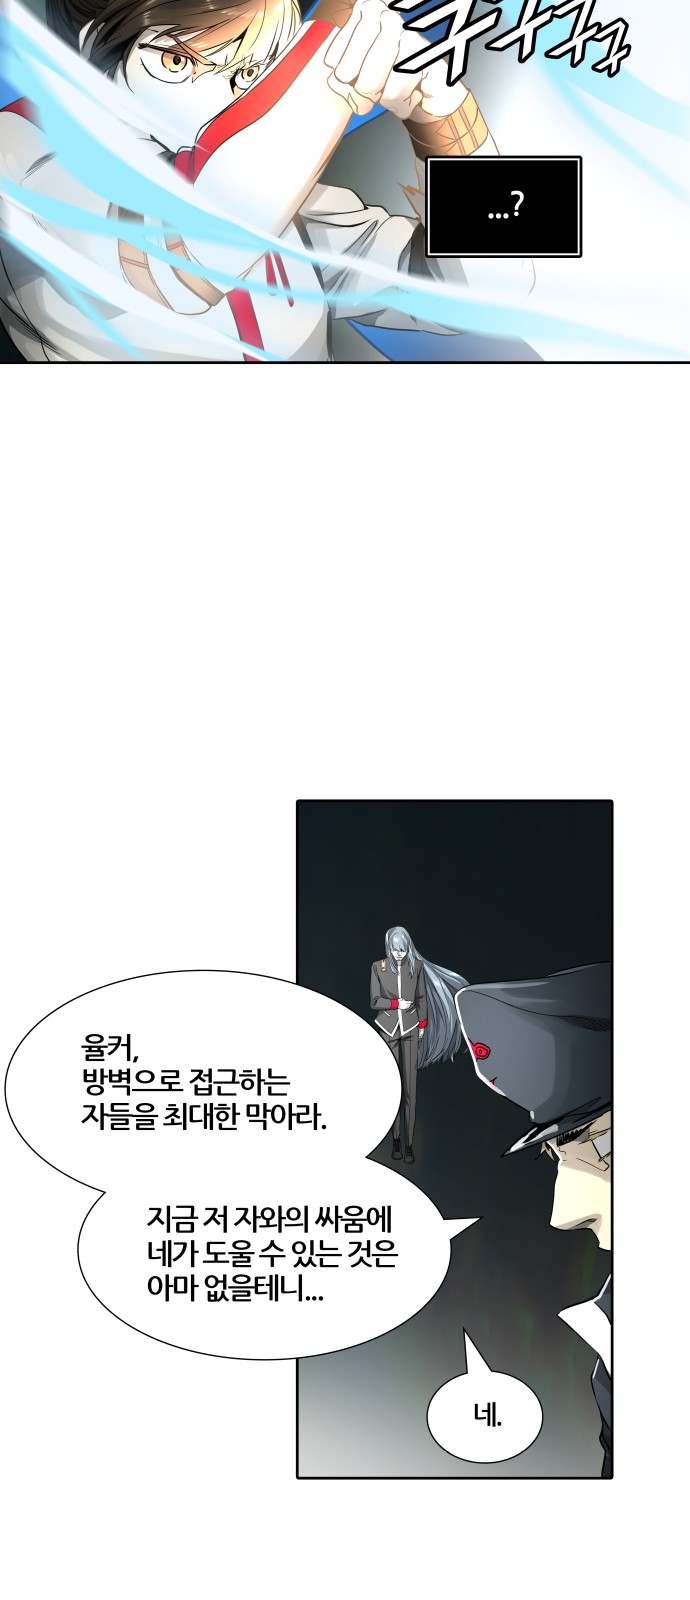 ...?
율커,
방벽으로 접근하는
자들을 최대한 막아라.
지금 저 자와의 싸움에
네가 도울 수 있는 것은
아마 없을테니...
네.